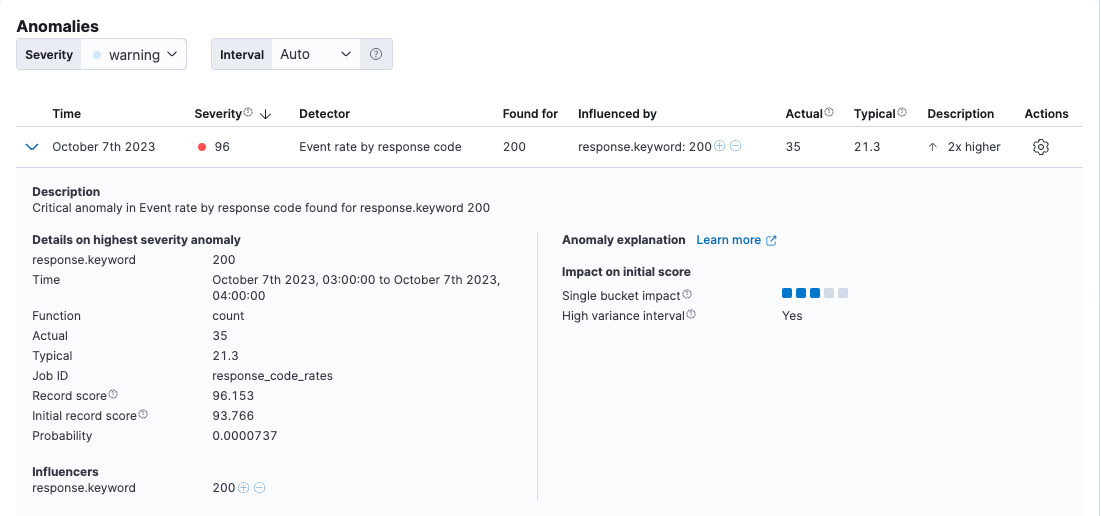 Anomalies
Severity warning Interval Auto
Time Severity Detector Found for Influenced by Actual Typical Description Actions
October 7th 2023 96 Event rate by response code 200 response.keyword: 200 35 21.3 ↑ 2x higher
Description
Critical anomaly in Event rate by response code found for response.keyword 200
Details on highest severity anomaly
response.keyword 200
Time October 7th 2023, 03:00:00 to October 7th 2023,
04:00:00
Function count
Actual 35
Typical 21.3
Job ID response_code_rates
Record score 96.153
Initial record score 93.766
Probability 0.0000737
Influencers
response.keyword 200
Anomaly explanation Learn more
Impact on initial score
Single bucket impact
High variance interval Yes